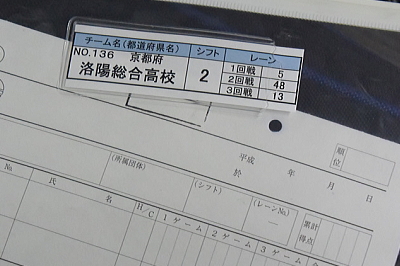 チーム名(都道府県名) シフト レーン
NO.136 京都府
洛陽総合高校 2
1回戦 5
2回戦 48
3回戦 13
平成 年 月 日
於
順位
(所属団体) (シフト) (レーン№) 累計得点
№ 氏名 H/C 1ゲーム 2ゲーム 3ゲーム 合